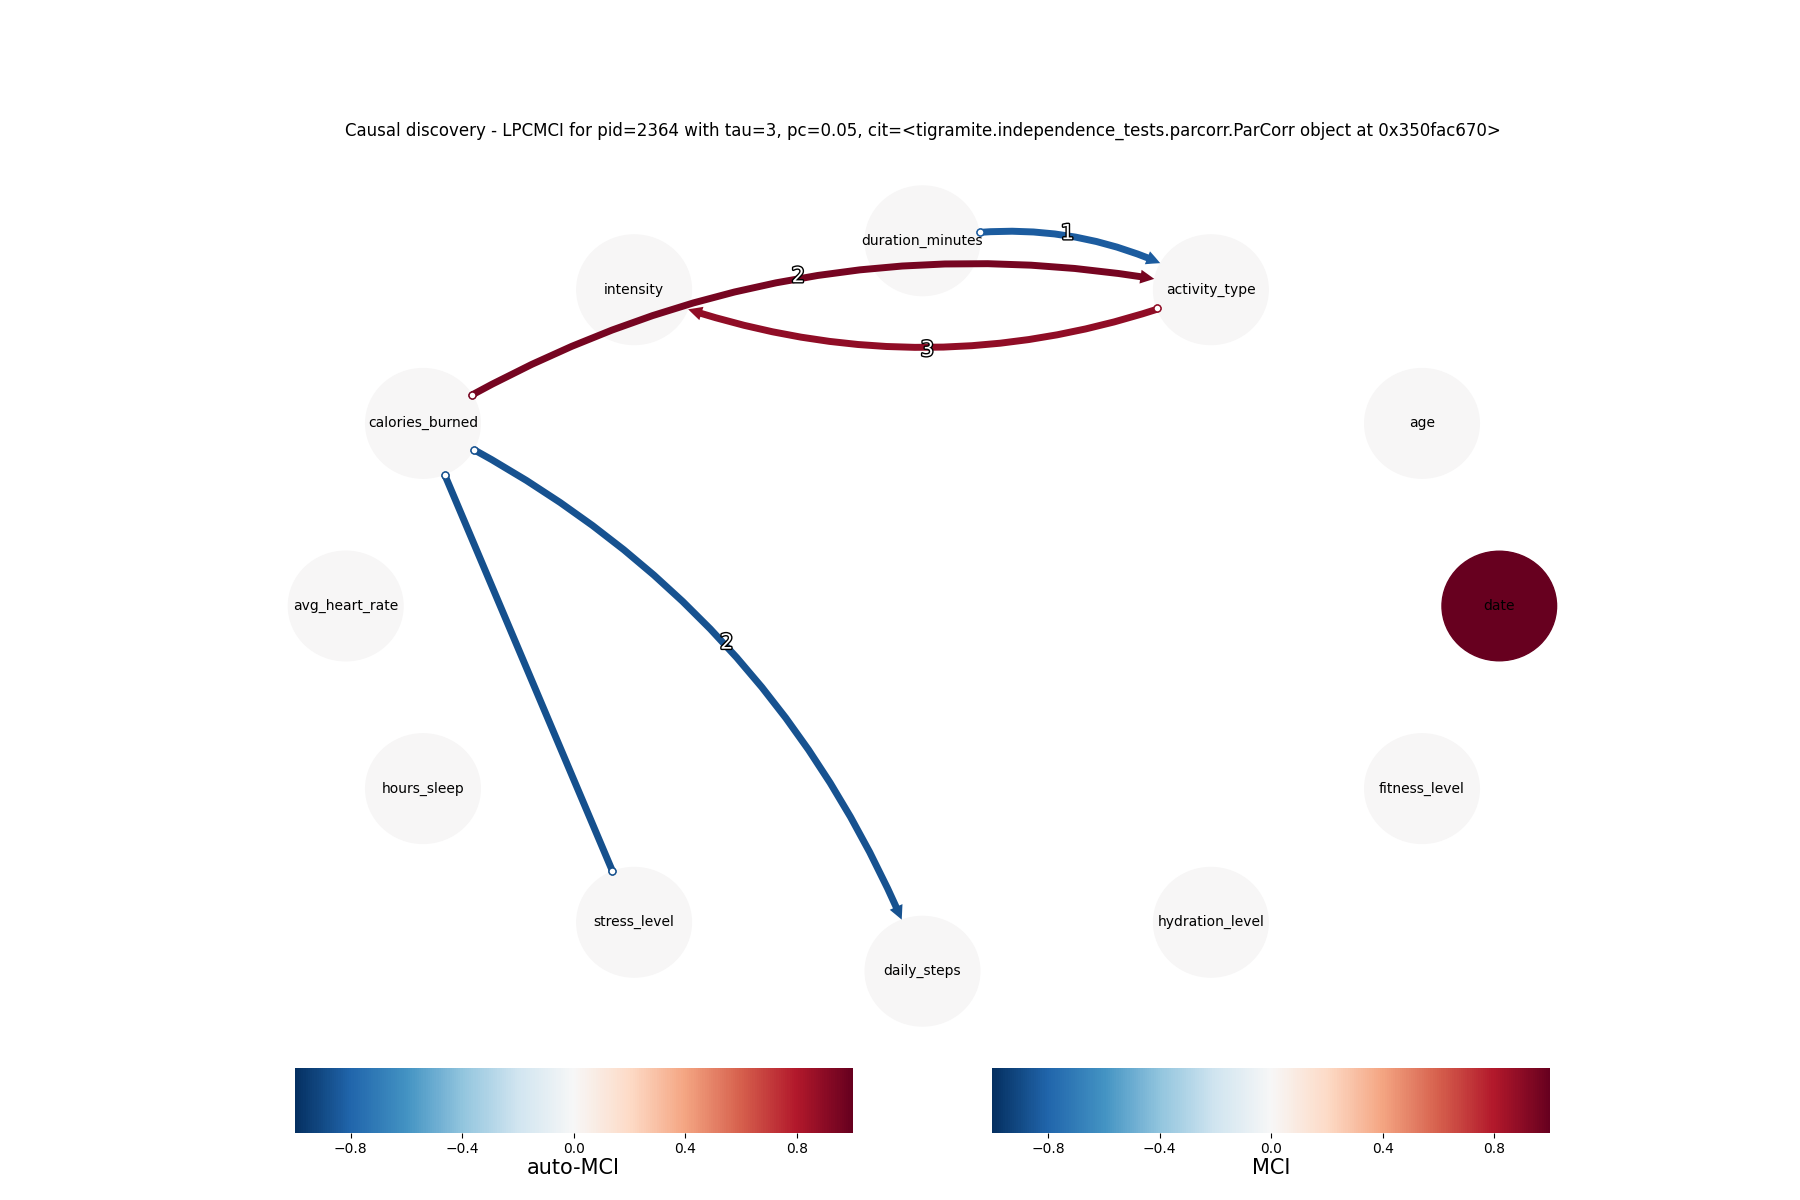 Causal discovery - LPCMCI for pid=2364 with tau=3, pc=0.05, cit=<tigramite.independence_tests.parcorr.ParCorr object at 0x350fac670>
duration_minutes
1
2
intensity
activity_type
3
calories_burned
age
avg_heart_rate
date
2
hours_sleep
fitness_level
stress_level
hydration_level
daily_steps
−0.8 −0.4 0.0 0.4 0.8
auto-MCI
−0.8 −0.4 0.0 0.4 0.8
MCI